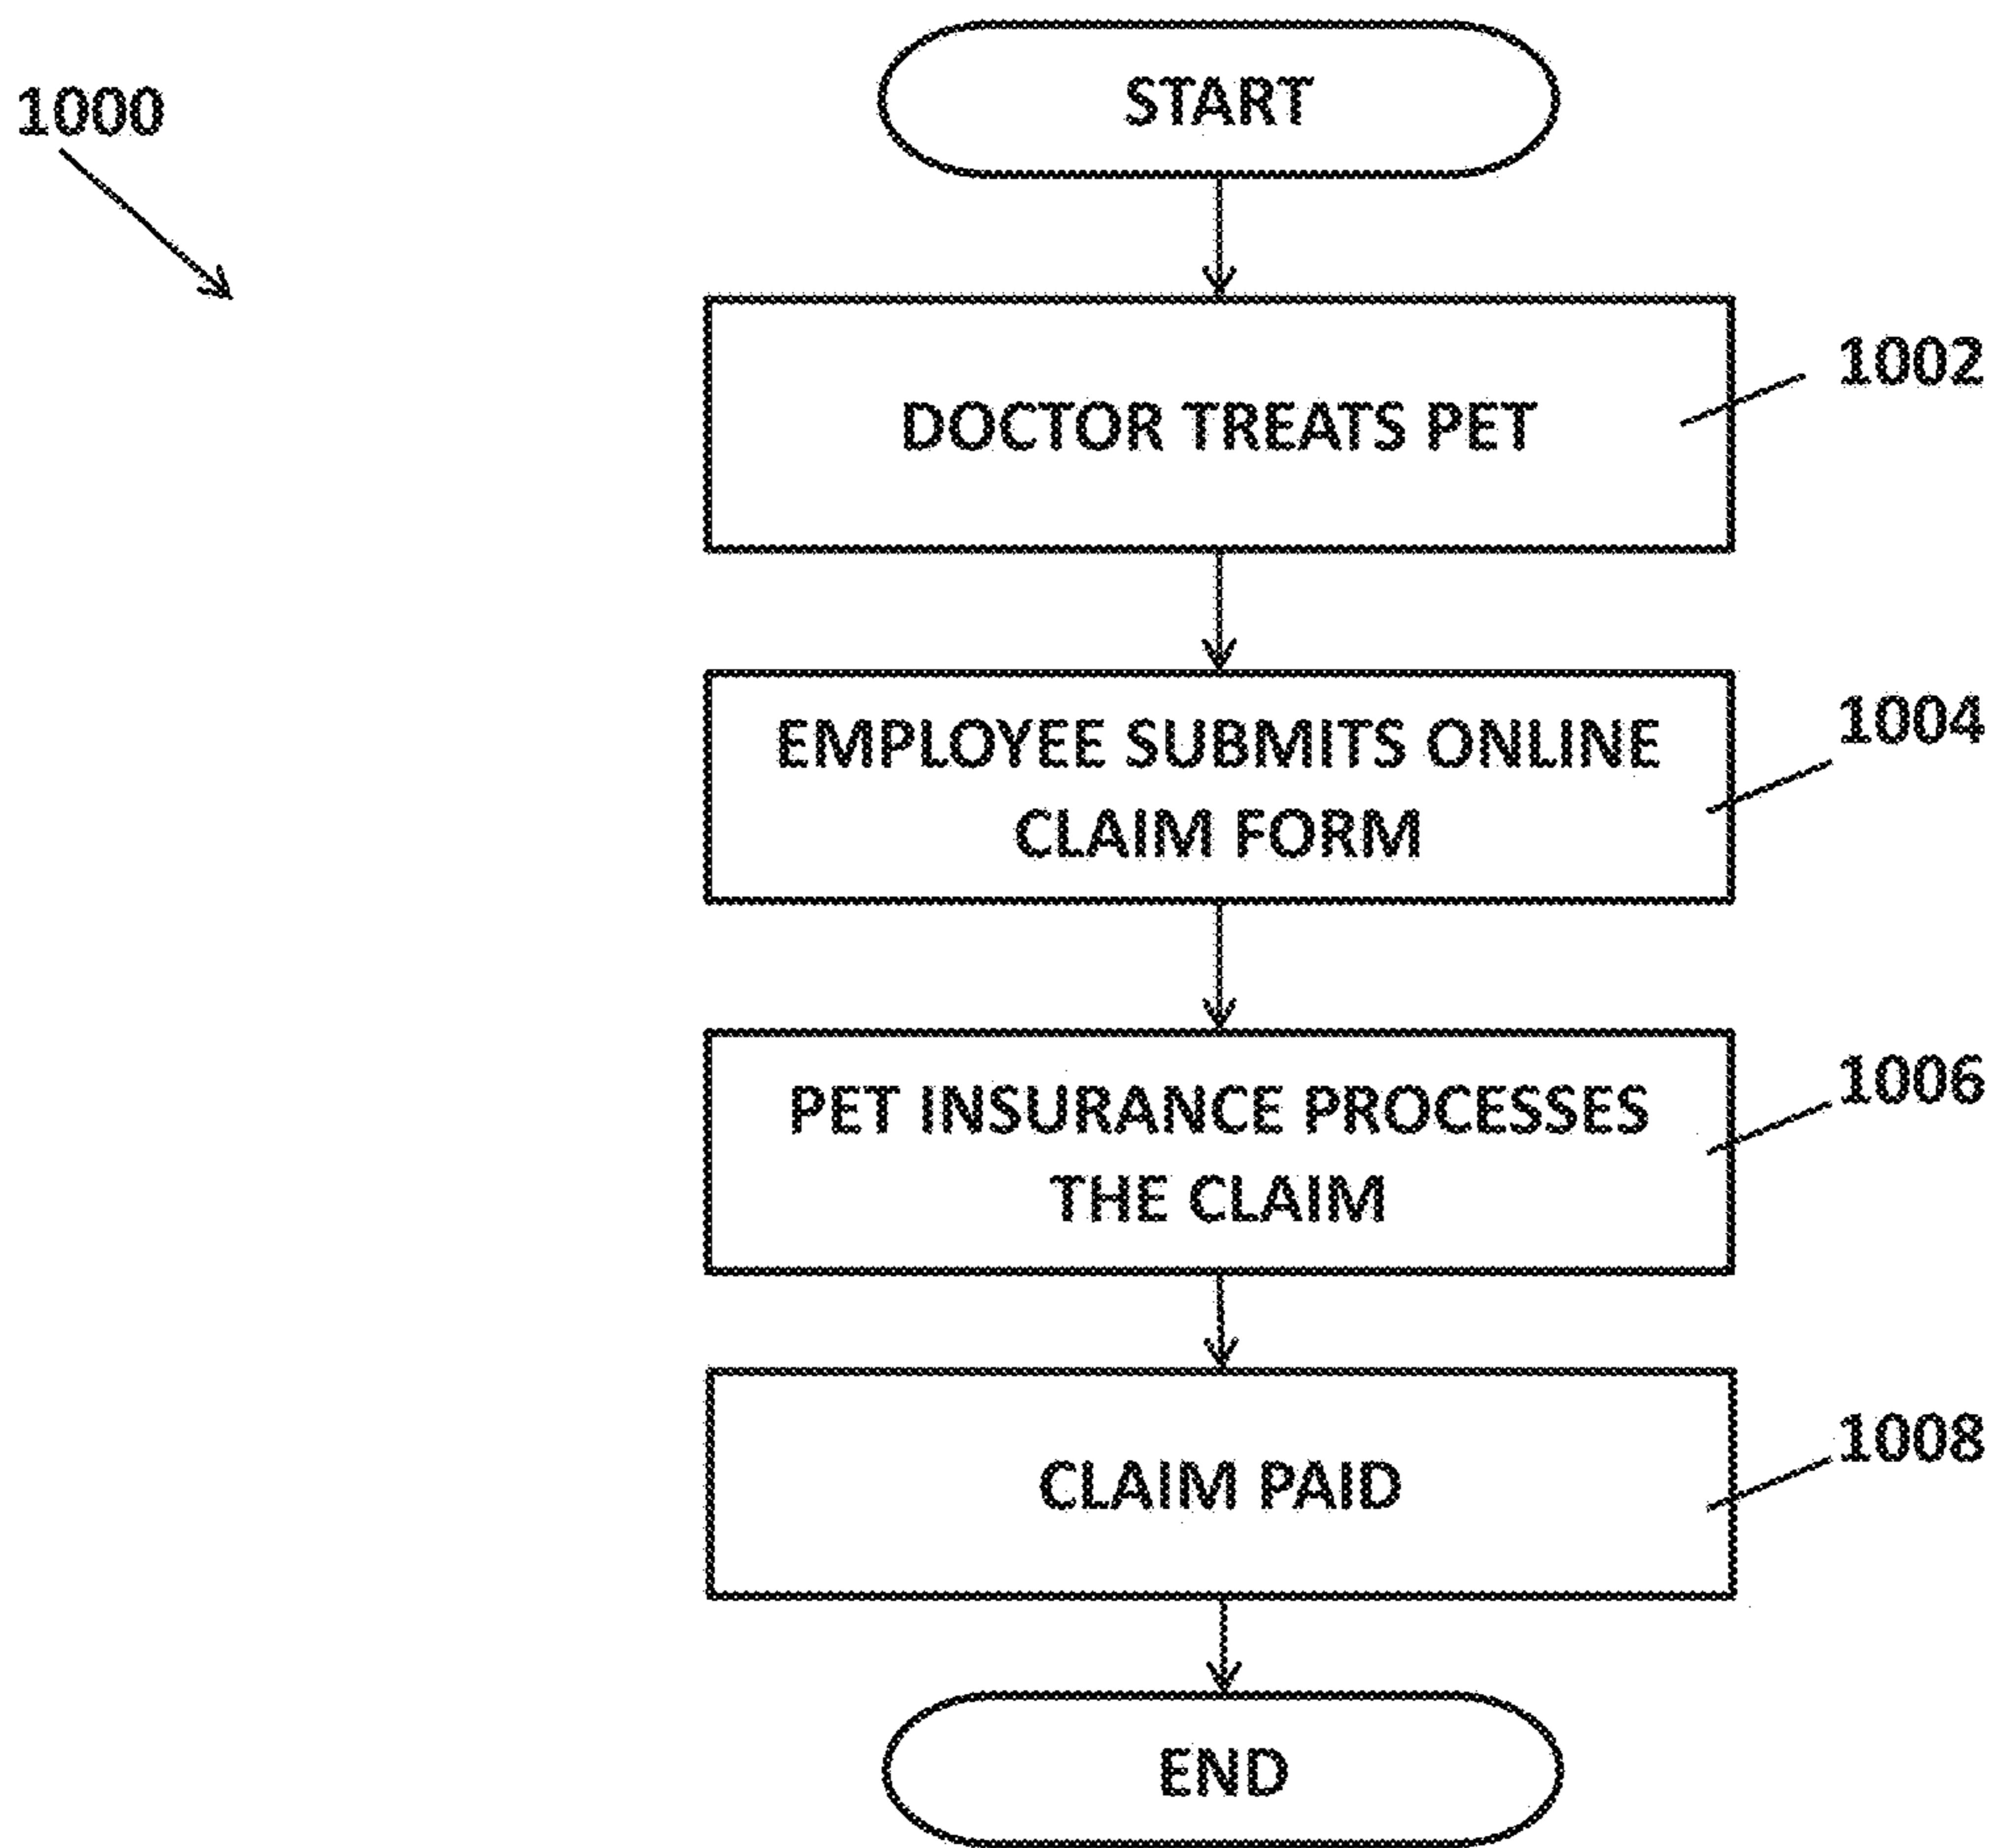 1000
START
DOCTOR TREATS PET
1002
EMPLOYEE SUBMITS ONLINE
CLAIM FORM
1004
PET INSURANCE PROCESSES
THE CLAIM
1006
CLAIM PAID
1008
END